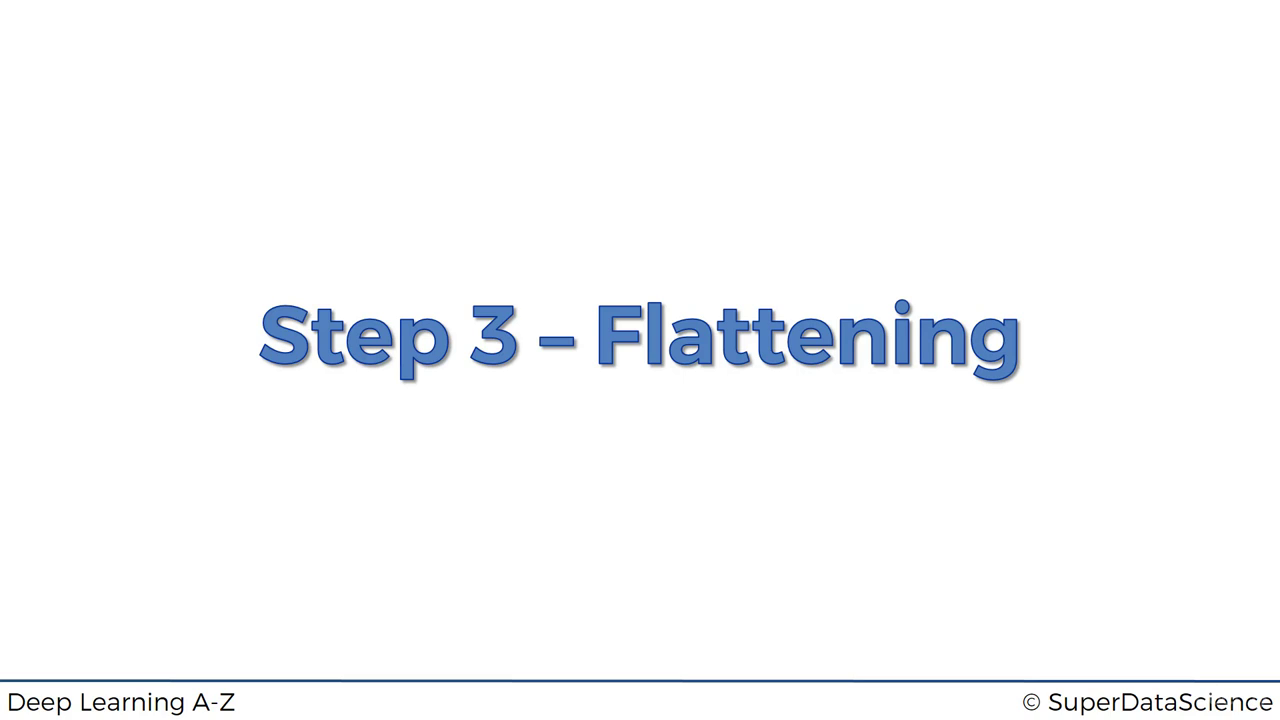 Step 3 – Flattening
Deep Learning A-Z
© SuperDataScience